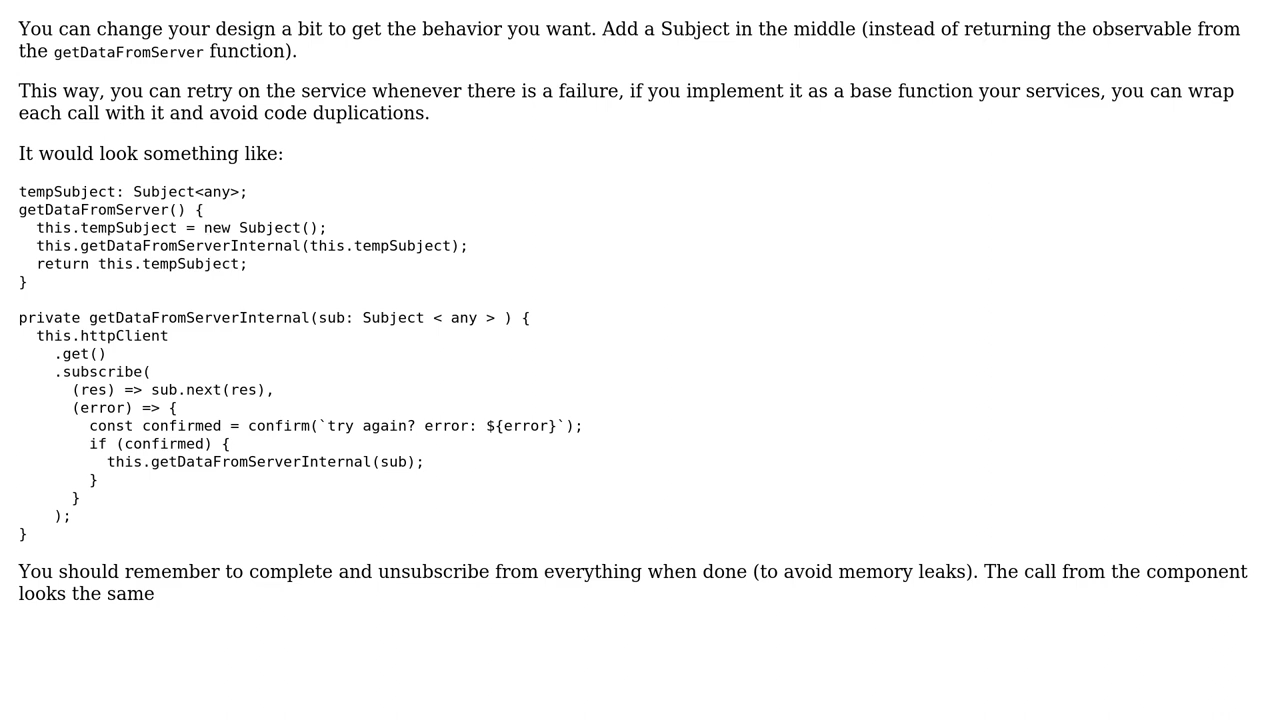 You can change your design a bit to get the behavior you want. Add a Subject in the middle (instead of returning the observable from
the getDataFromServer function).
This way, you can retry on the service whenever there is a failure, if you implement it as a base function your services, you can wrap
each call with it and avoid code duplications.
It would look something like:
tempSubject: Subject<any>;
getDataFromServer() {
  this.tempSubject = new Subject();
  this.getDataFromServerInternal(this.tempSubject);
  return this.tempSubject;
}
private getDataFromServerInternal(sub: Subject < any > ) {
  this.httpClient
    .get()
    .subscribe(
      (res) => sub.next(res),
      (error) => {
        const confirmed = confirm(`try again? error: ${error}`);
        if (confirmed) {
          this.getDataFromServerInternal(sub);
        }
      }
    );
}
You should remember to complete and unsubscribe from everything when done (to avoid memory leaks). The call from the component
looks the same